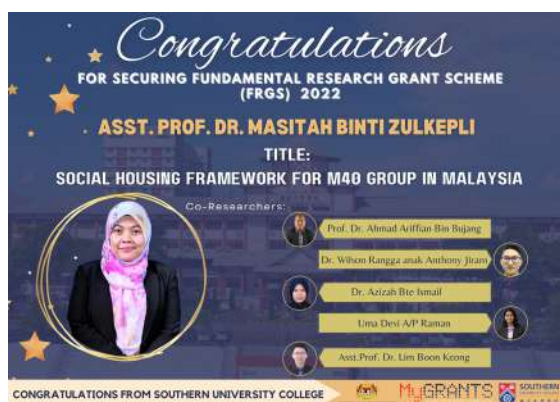 Congratulations
FOR SECURING FUNDAMENTAL RESEARCH GRANT SCHEME
(FRGS) 2022
ASST. PROF. DR. MASITAH BINTI ZULKEPLI
TITLE:
SOCIAL HOUSING FRAMEWORK FOR M40 GROUP IN MALAYSIA
Co-Researchers:
Prof. Dr. Ahmad Ariffian Bin Bujang
Dr. Wilson Rangga anak Anthony Jiram
Dr. Azizah Bte Ismail
Uma Desi A/P Raman
Asst.Prof. Dr. Lim Boon Keong
CONGRATULATIONS FROM SOUTHERN UNIVERSITY COLLEGE
MyGRANTS
SOUTHERN
UNIVERSITY COLLEGE